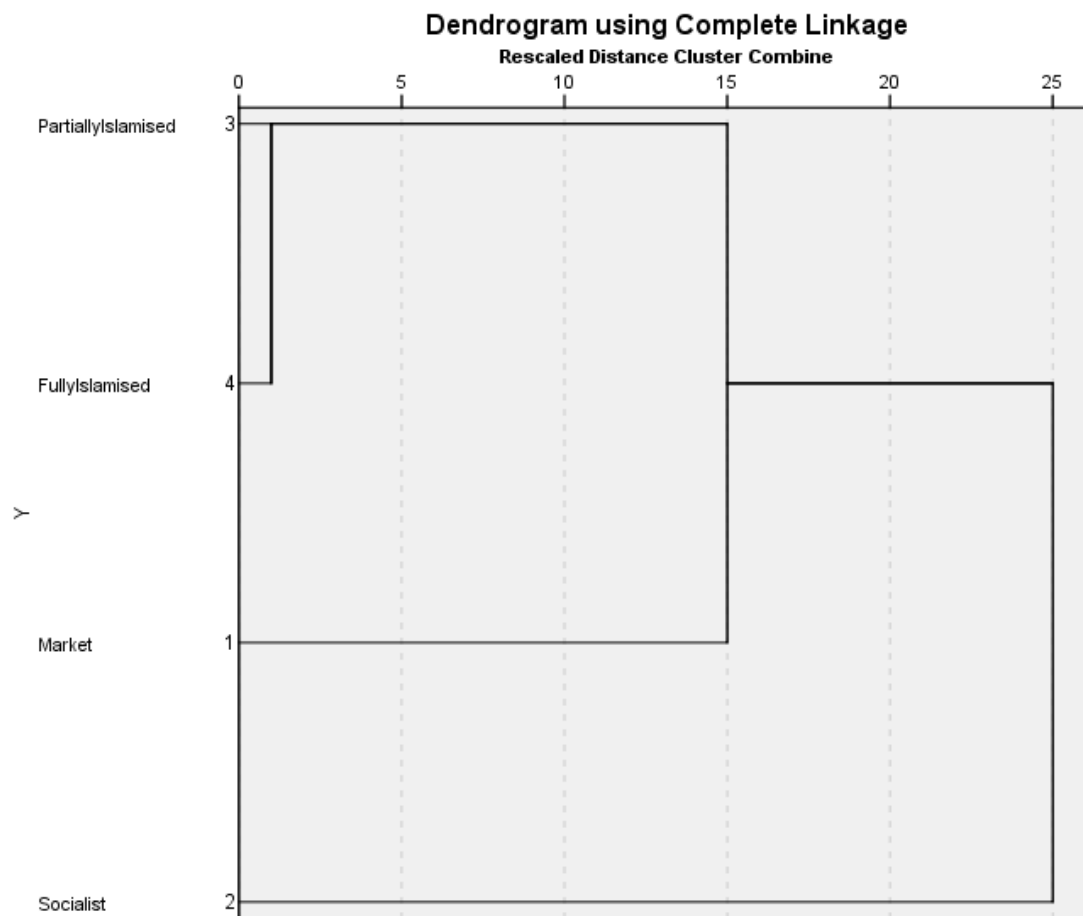 Dendrogram using Complete Linkage
Rescaled Distance Cluster Combine
0 5 10 15 20 25
PartiallyIslamised 3
FullyIslamised 4
Y
Market 1
Socialist 2